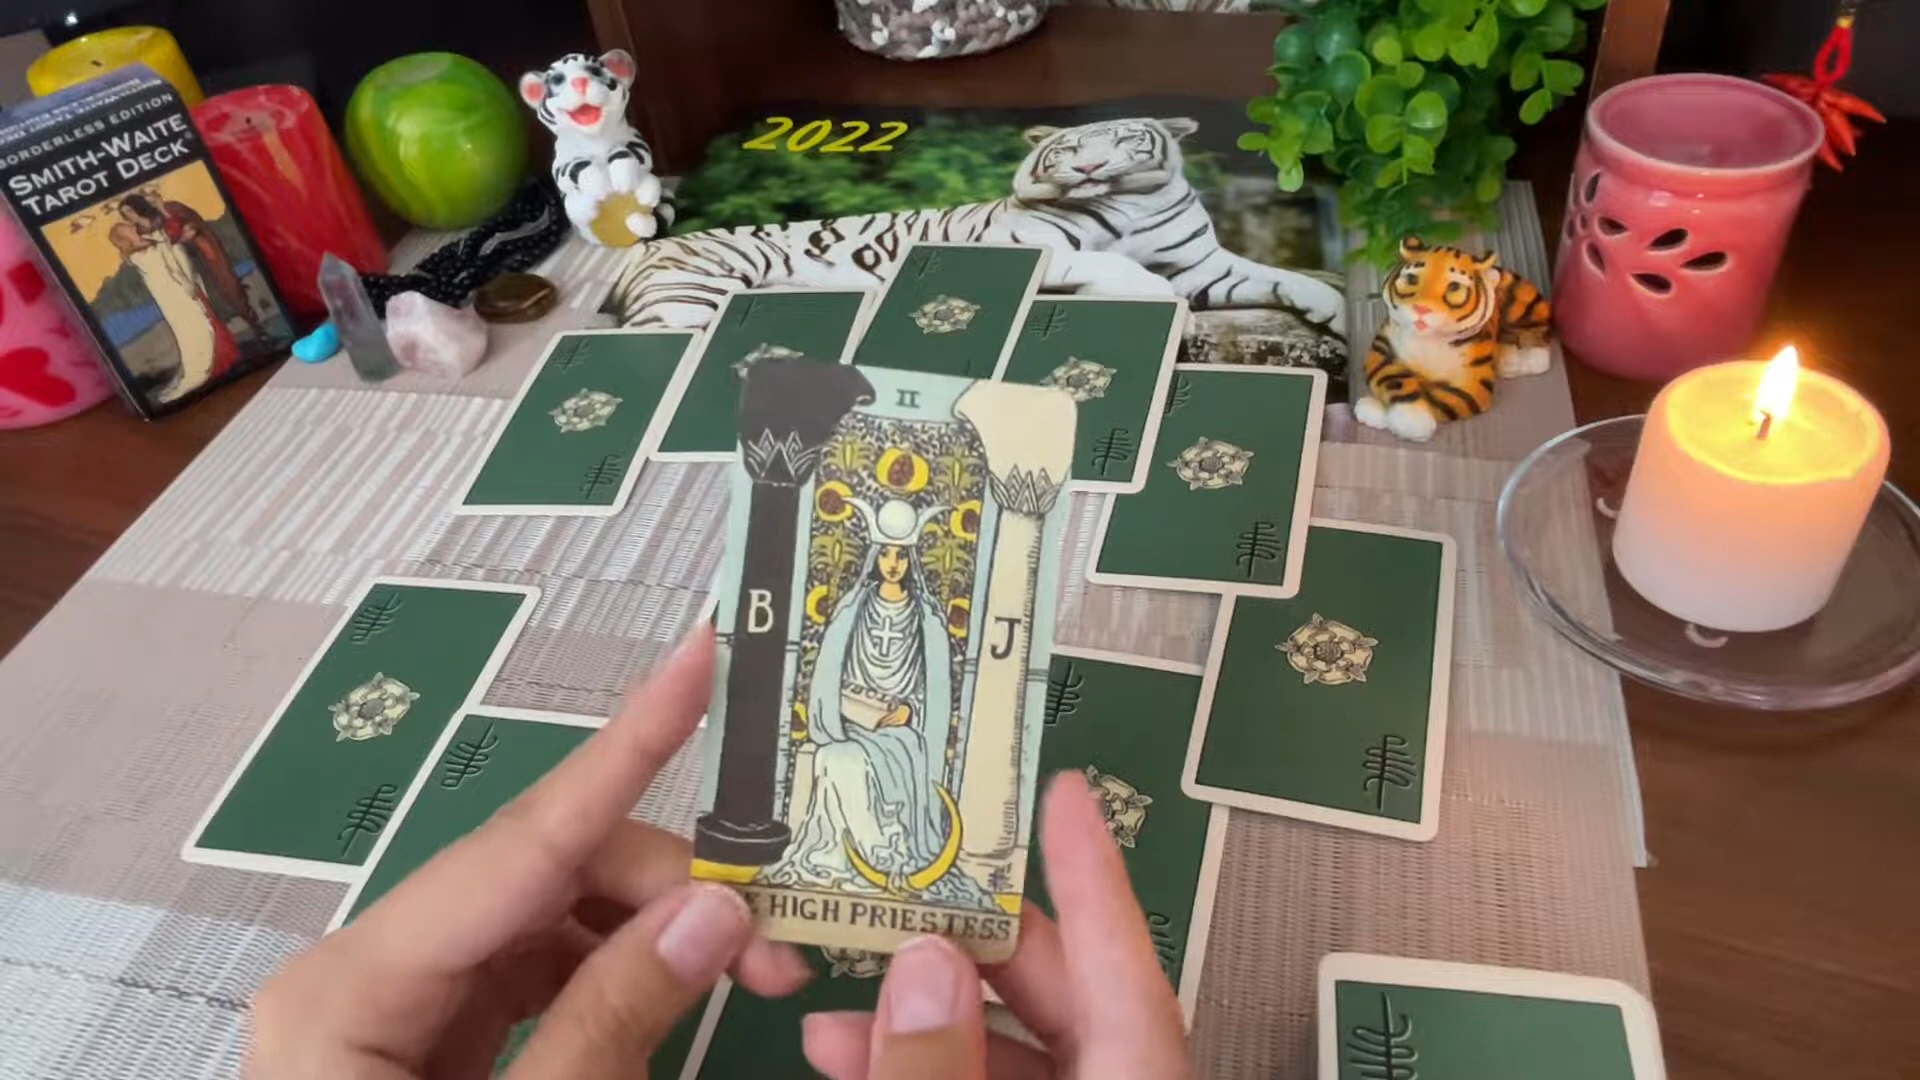 BORDERLESS EDITION
SMITH-WAITE
TAROT DECK
2022
II
B
J
HIGH PRIESTESS